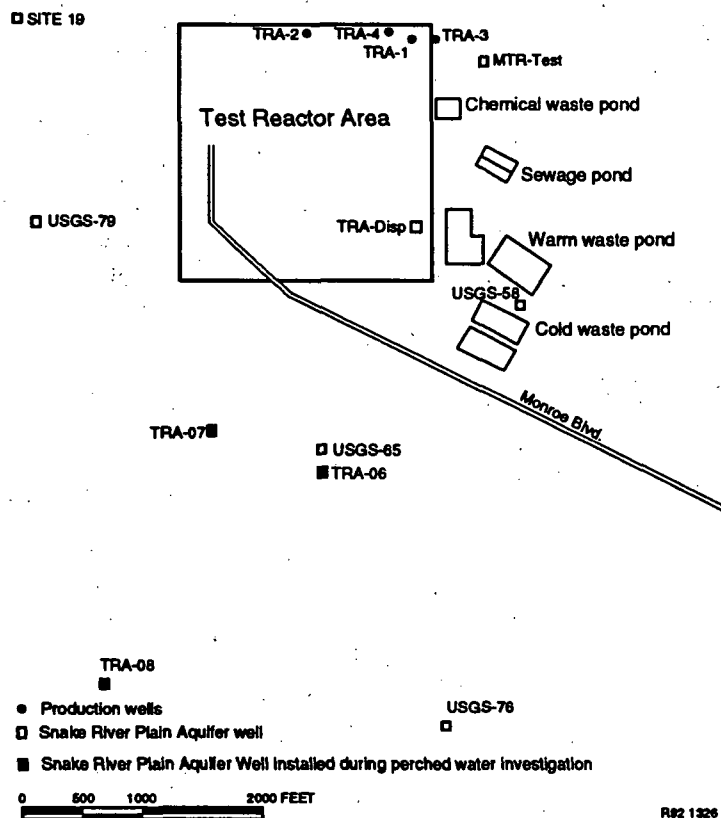 SITE 19
TRA-2
TRA-4
TRA-1
TRA-3
MTR-Test
Chemical waste pond
Test Reactor Area
Sewage pond
USGS-79
TRA-Disp
Warm waste pond
USGS-58
Cold waste pond
Monroe Blvd.
TRA-07
USGS-65
TRA-06
TRA-08
USGS-76
Production wells
Snake River Plain Aquifer well
Snake River Plain Aquifer Well installed during perched water investigation
0 500 1000 2000 FEET
R92 1326